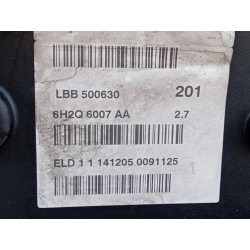 LBB 500630 201
6H2Q 6007 AA 2.7
ELD 1 1 141205 0091125